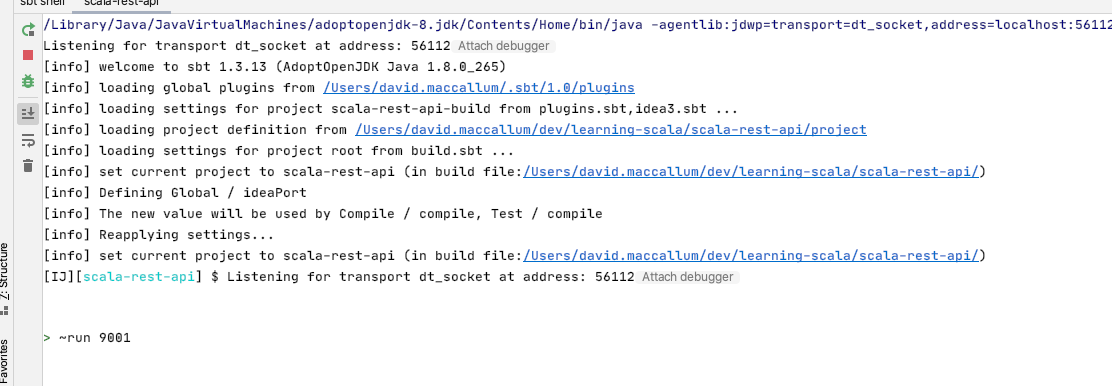 sbt shell scala-rest-api
/Library/Java/JavaVirtualMachines/adoptopenjdk-8.jdk/Contents/Home/bin/java -agentlib:jdwp=transport=dt_socket,address=localhost:56112
Listening for transport dt_socket at address: 56112 Attach debugger
[info] welcome to sbt 1.3.13 (AdoptOpenJDK Java 1.8.0_265)
[info] loading global plugins from /Users/david.maccallum/.sbt/1.0/plugins
[info] loading settings for project scala-rest-api-build from plugins.sbt,idea3.sbt ...
[info] loading project definition from /Users/david.maccallum/dev/learning-scala/scala-rest-api/project
[info] loading settings for project root from build.sbt ...
[info] set current project to scala-rest-api (in build file:/Users/david.maccallum/dev/learning-scala/scala-rest-api/)
[info] Defining Global / ideaPort
[info] The new value will be used by Compile / compile, Test / compile
[info] Reapplying settings...
[info] set current project to scala-rest-api (in build file:/Users/david.maccallum/dev/learning-scala/scala-rest-api/)
[IJ][scala-rest-api] $ Listening for transport dt_socket at address: 56112 Attach debugger
> ~run 9001
Z: Structure
Favorites